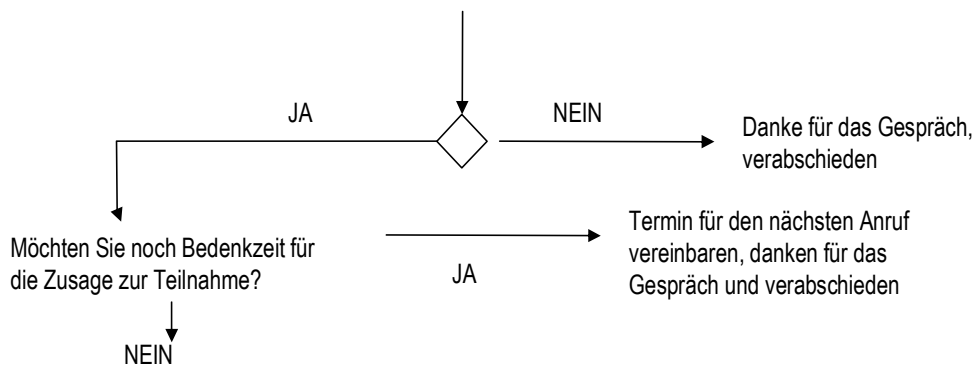 JA
NEIN
Danke für das Gespräch,
verabschieden
Möchten Sie noch Bedenkzeit für
die Zusage zur Teilnahme?
JA
Termin für den nächsten Anruf
vereinbaren, danken für das
Gespräch und verabschieden
NEIN